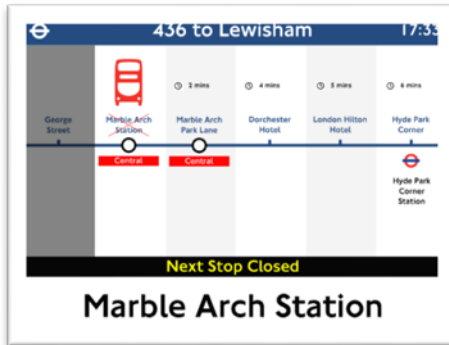 436 to Lewisham 17:33
2 mins 4 mins 5 mins 6 mins
George Marble Arch Marble Arch Dorchester London Hilton Hyde Park
Street Station Park Lane Hotel Hotel Corner
Central Central
Hyde Park
Corner
Station
Next Stop Closed
Marble Arch Station